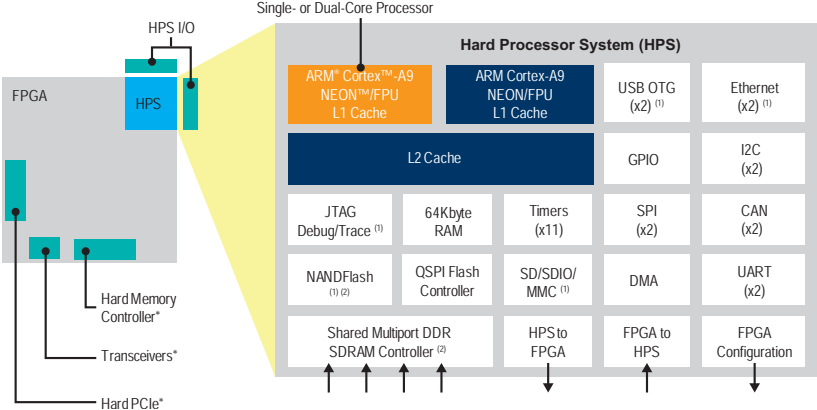 Single- or Dual-Core Processor
HPS I/O
FPGA
HPS
Hard Memory
Controller*
Transceivers*
Hard PCIe*
Hard Processor System (HPS)
ARM® Cortex™-A9
NEON™/FPU
L1 Cache
ARM Cortex-A9
NEON/FPU
L1 Cache
USB OTG
(x2) (1)
Ethernet
(x2) (1)
L2 Cache
GPIO
I2C
(x2)
JTAG
Debug/Trace (1)
64Kbyte
RAM
Timers
(x11)
SPI
(x2)
CAN
(x2)
NANDFlash
(1) (2)
QSPI Flash
Controller
SD/SDIO/
MMC (1)
DMA
UART
(x2)
Shared Multiport DDR
SDRAM Controller (2)
HPS to
FPGA
FPGA to
HPS
FPGA
Configuration